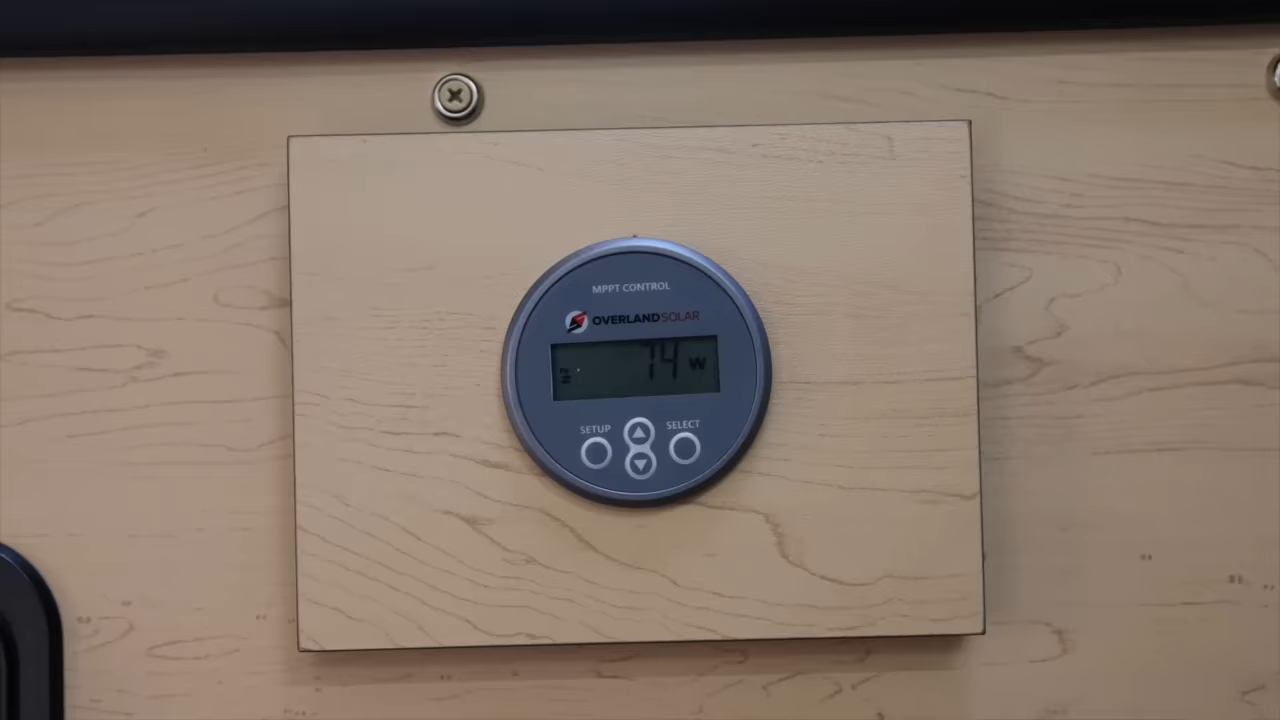 MPPT CONTROL
OVERLANDSOLAR
74 W
SETUP
SELECT